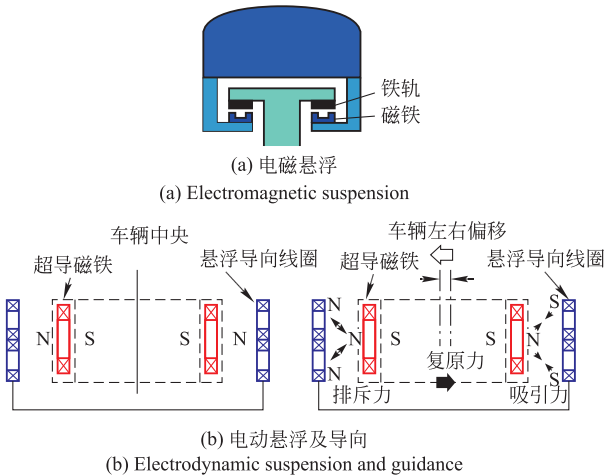 铁轨
磁铁
(a) 电磁悬浮
(a) Electromagnetic suspension
车辆中央
超导磁铁
悬浮导向线圈
N
S
S
N
车辆左右偏移
超导磁铁
悬浮导向线圈
N
N
N
S
S
N
S
S
复原力
排斥力
吸引力
(b) 电动悬浮及导向
(b) Electrodynamic suspension and guidance